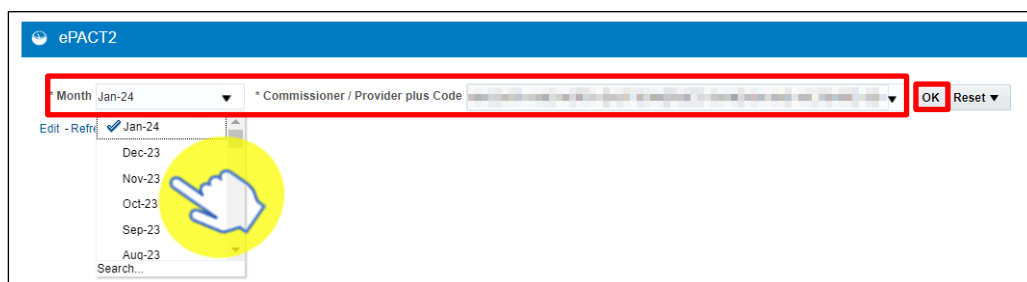 ePACT2
* Month Jan-24 * Commissioner / Provider plus Code OK Reset
Edit - Refre
Jan-24
Dec-23
Nov-23
Oct-23
Sep-23
Aug-23
Search...